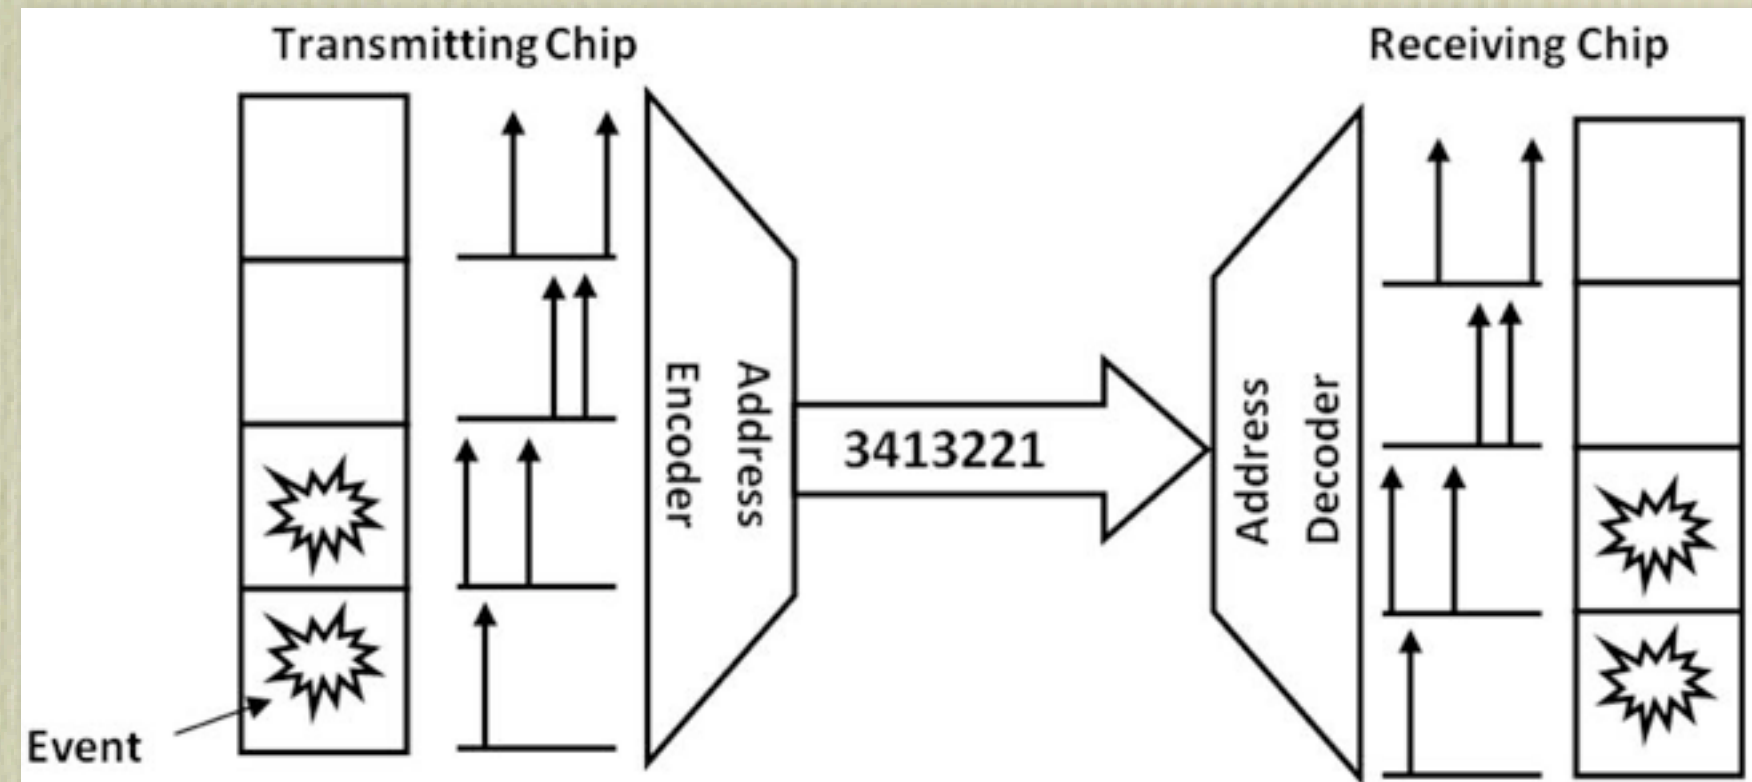 Transmitting Chip
Receiving Chip
Address
Encoder
3413221
Address
Decoder
Event